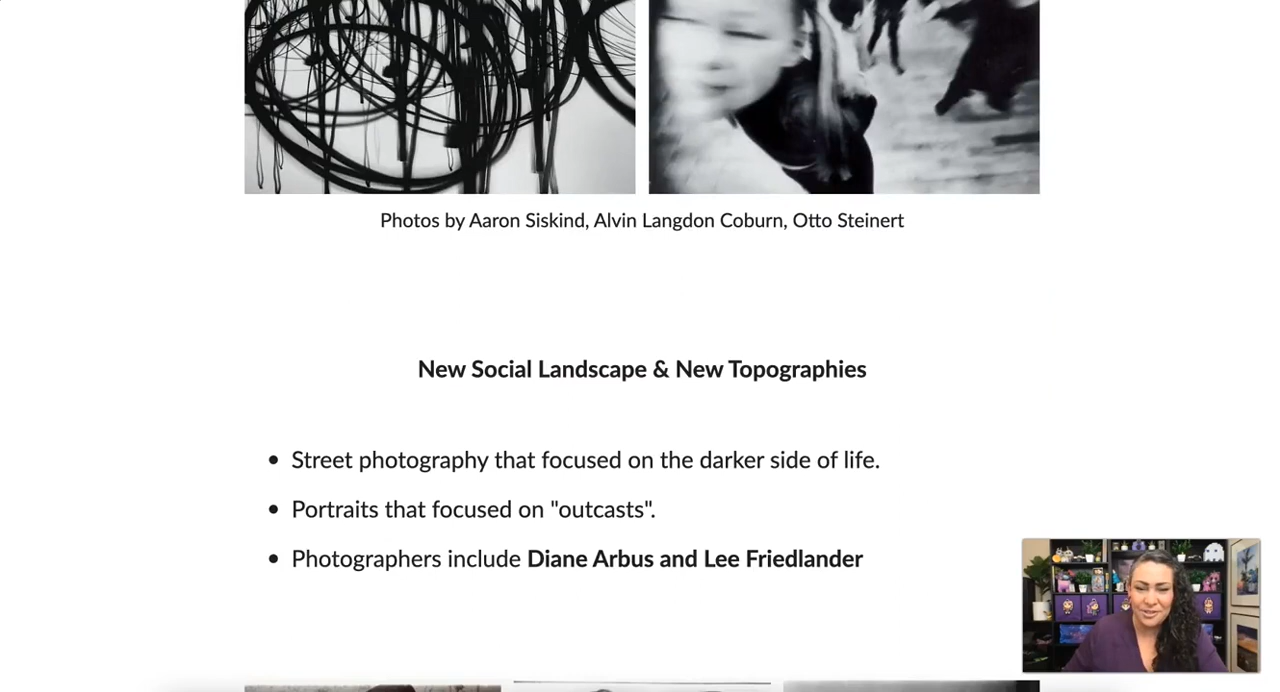 Photos by Aaron Siskind, Alvin Langdon Coburn, Otto Steinert
New Social Landscape & New Topographies
• Street photography that focused on the darker side of life.
• Portraits that focused on "outcasts".
• Photographers include Diane Arbus and Lee Friedlander